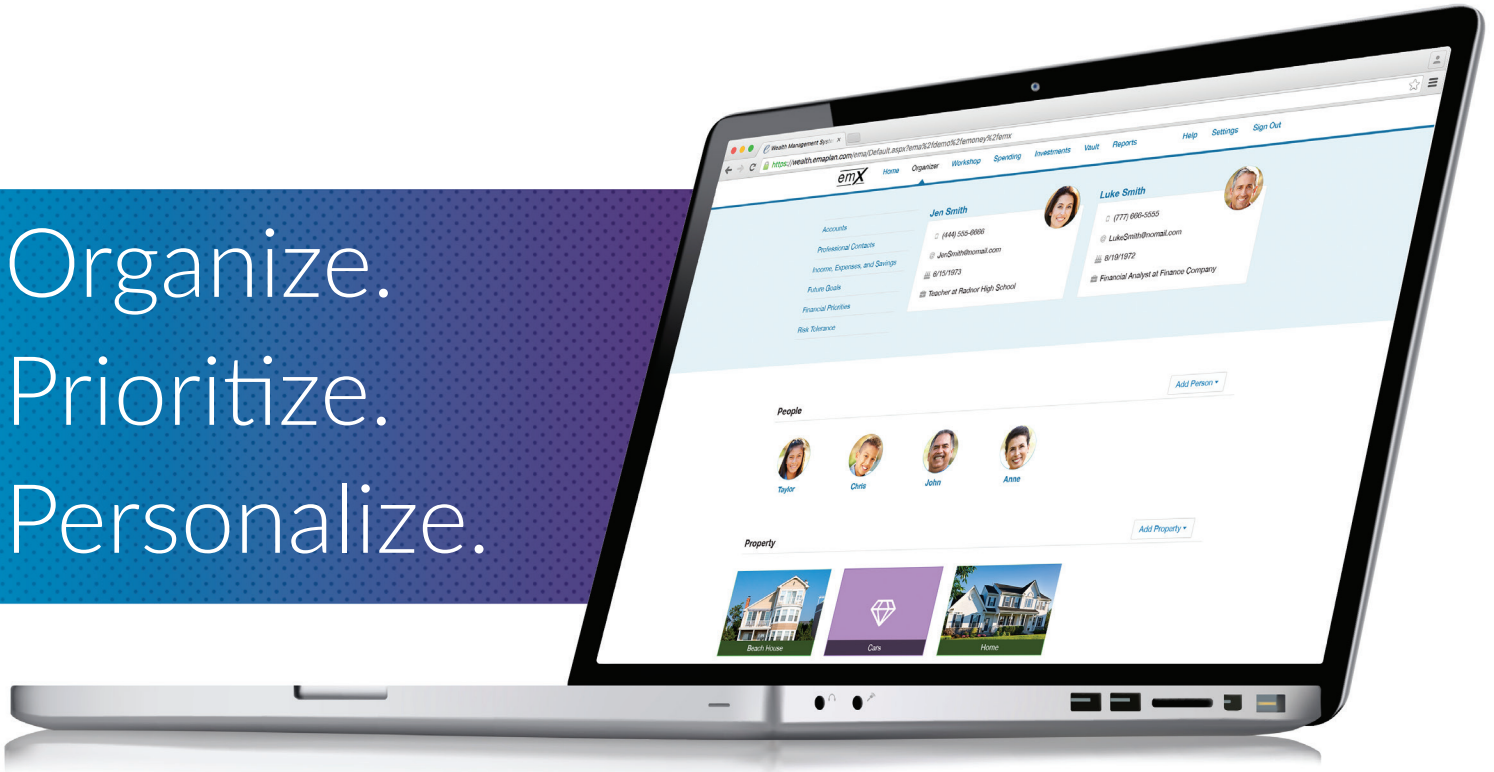 Organize.
Prioritize.
Personalize.
Wealth Management System
https://wealth.emaplan.com/ema/Default.aspx?ema%2fdemo%2femoney%2femx
emX Home Organizer Workshop Spending Investments Vault Reports Help Settings Sign Out
Accounts
Professional Contacts
Income, Expenses, and Savings
Future Goals
Financial Priorities
Risk Tolerance
Jen Smith
(444) 555-6666
JenSmith@nomail.com
6/15/1973
Teacher at Radnor High School
Luke Smith
(777) 666-5555
LukeSmith@nomail.com
8/19/1972
Financial Analyst at Finance Company
People
Add Person
Taylor
Chris
John
Anne
Property
Add Property
Beach House
Cars
Home